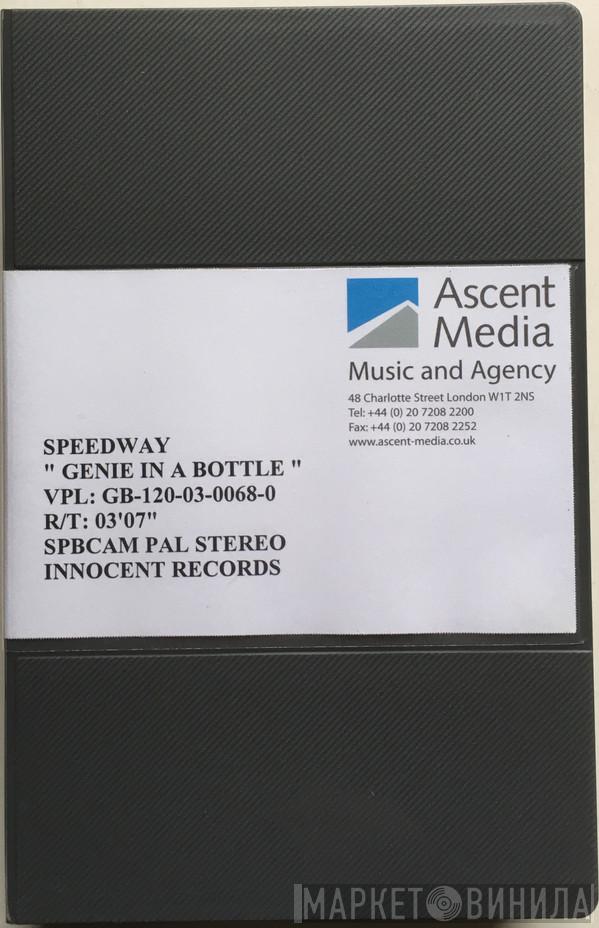 Ascent
Media
Music and Agency
48 Charlotte Street London W1T 2NS
Tel: +44 (0) 20 7208 2200
Fax: +44 (0) 20 7208 2252
www.ascent-media.co.uk
SPEEDWAY
" GENIE IN A BOTTLE "
VPL: GB-120-03-0068-0
R/T: 03'07"
SPBCAM PAL STEREO
INNOCENT RECORDS
МАРКЕТ ВИНИЛА